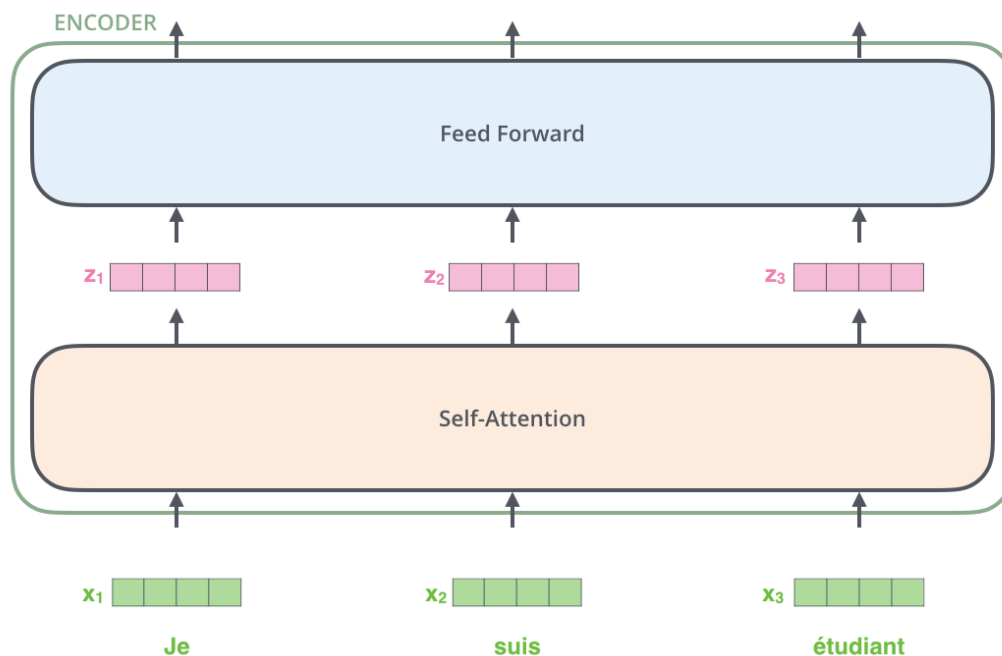 ENCODER
Feed Forward
z₁ z₂ z₃
Self-Attention
x₁ x₂ x₃
Je suis étudiant